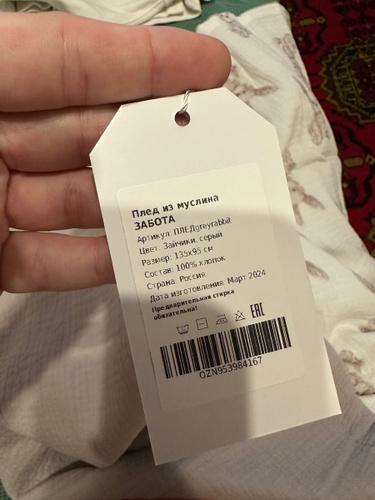 Плед из муслина
ЗАБОТА
Артикул: ПЛЕДgreyrabbit
Цвет: Зайчики, серый
Размер: 135х95 см
Состав: 100% хлопок
Страна: Россия
Дата изготовления: Март 2024
Предварительная стирка
обязательна!
EAC
OZN953984167